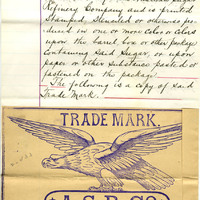 Refinery Company and is printed
Stamped, Stenciled or otherwise pro-
duced in one or more colors or colors
upon the barrel, box or other package
containing said Sugar, or upon
paper or other substance pasted or
fastened on the package.
The following is a copy of said
Trade Mark.
TRADE MARK.
A.S.R.Co.